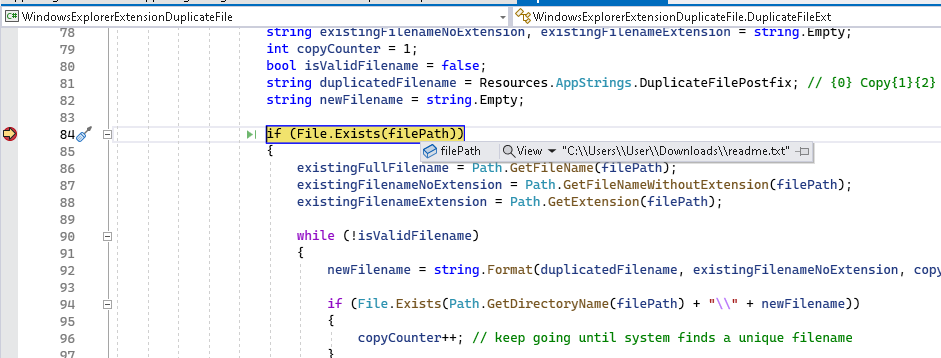 C# WindowsExplorerExtensionDuplicateFile WindowsExplorerExtensionDuplicateFile.DuplicateFileExt
78 string existingFilenameNoExtension, existingFilenameExtension = string.Empty;
79 int copyCounter = 1;
80 bool isValidFilename = false;
81 string duplicatedFilename = Resources.AppStrings.DuplicateFilePostfix; // {0} Copy{1}{2}
82 string newFilename = string.Empty;
83
84 if (File.Exists(filePath))
filePath View "C:\\Users\\User\\Downloads\\readme.txt"
85 {
86 existingFullFilename = Path.GetFileName(filePath);
87 existingFilenameNoExtension = Path.GetFileNameWithoutExtension(filePath);
88 existingFilenameExtension = Path.GetExtension(filePath);
89
90 while (!isValidFilename)
91 {
92 newFilename = string.Format(duplicatedFilename, existingFilenameNoExtension, copy
93
94 if (File.Exists(Path.GetDirectoryName(filePath) + "\\" + newFilename))
95 {
96 copyCounter++; // keep going until system finds a unique filename
97 }